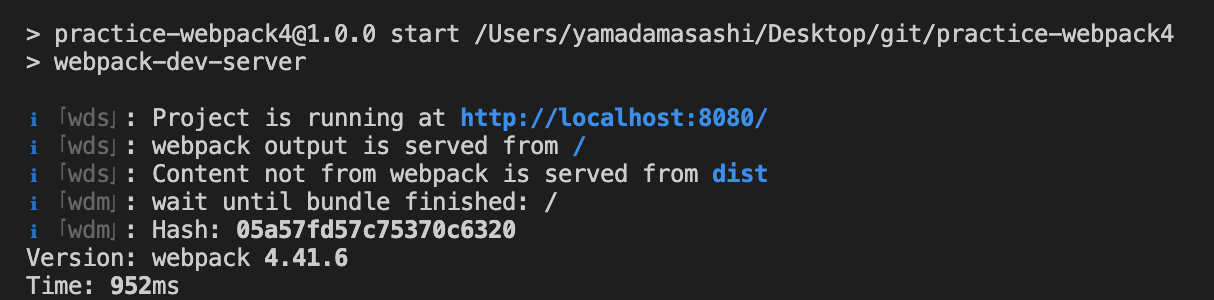 > practice-webpack4@1.0.0 start /Users/yamadamasashi/Desktop/git/practice-webpack4
> webpack-dev-server
ℹ ｢wds｣: Project is running at http://localhost:8080/
ℹ ｢wds｣: webpack output is served from /
ℹ ｢wds｣: Content not from webpack is served from dist
ℹ ｢wdm｣: wait until bundle finished: /
ℹ ｢wdm｣: Hash: 05a57fd57c75370c6320
Version: webpack 4.41.6
Time: 952ms